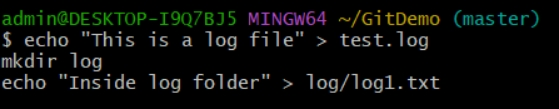 admin@DESKTOP-I9Q7BJ5 MINGW64 ~/GitDemo (master)
$ echo "This is a log file" > test.log
mkdir log
echo "Inside log folder" > log/log1.txt